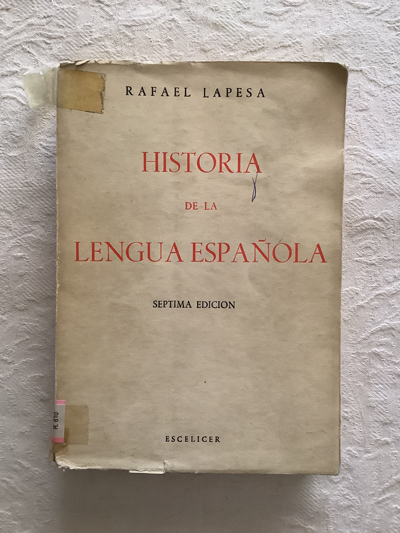 RAFAEL LAPESA
HISTORIA
DE LA
LENGUA ESPAÑOLA
SEPTIMA EDICION
ESCELICER